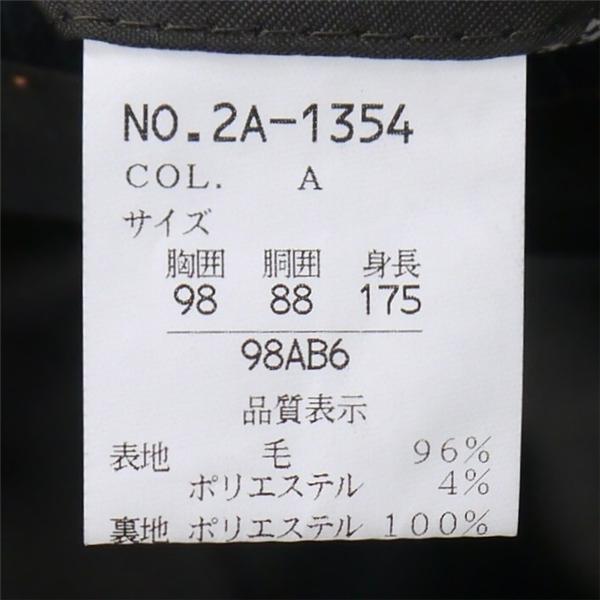 NO.2A-1354
COL. A
サイズ
胸囲 胴囲 身長
98 88 175
98AB6
品質表示
表地 毛 96%
ポリエステル 4%
裏地 ポリエステル 100%